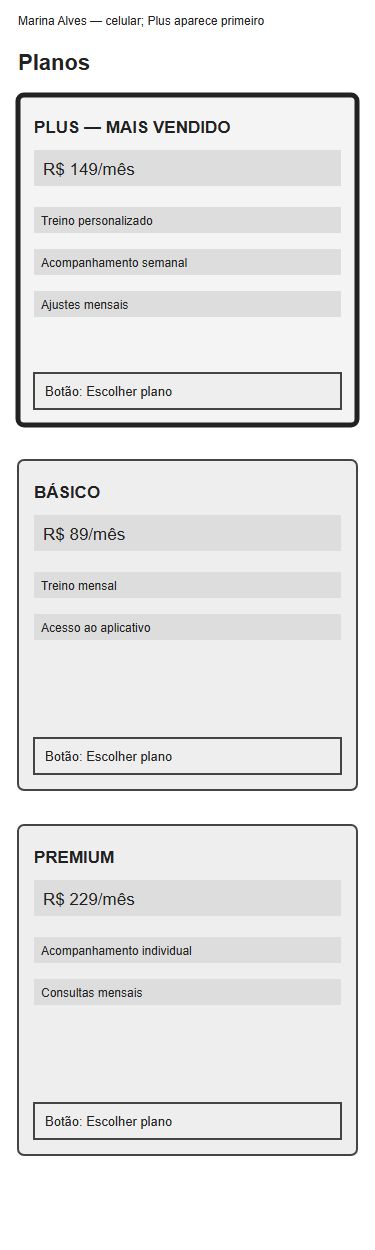 Marina Alves — celular; Plus aparece primeiro
Planos
PLUS — MAIS VENDIDO
R$ 149/mês
Treino personalizado
Acompanhamento semanal
Ajustes mensais
Botão: Escolher plano
BÁSICO
R$ 89/mês
Treino mensal
Acesso ao aplicativo
Botão: Escolher plano
PREMIUM
R$ 229/mês
Acompanhamento individual
Consultas mensais
Botão: Escolher plano